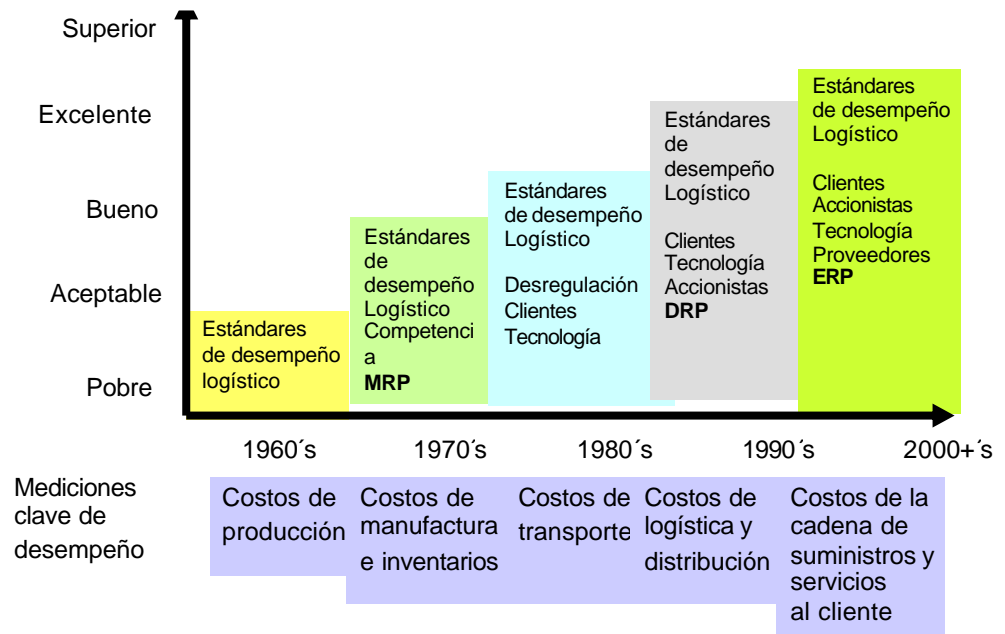 Superior
Excelente
Bueno
Aceptable
Pobre
Estándares
de desempeño
logístico
Estándares
de
desempeño
Logístico
Competenci
a
MRP
Estándares
de desempeño
Logístico
Desregulación
Clientes
Tecnología
Estándares
de
desempeño
Logístico
Clientes
Tecnología
Accionistas
DRP
Estándares
de desempeño
Logístico
Clientes
Accionistas
Tecnología
Proveedores
ERP
1960´s
1970´s
1980´s
1990´s
2000+´s
Mediciones
clave de
desempeño
Costos de
producción
Costos de
manufactura
e inventarios
Costos de
transporte
Costos de
logística y
distribución
Costos de la
cadena de
suministros y
servicios
al cliente